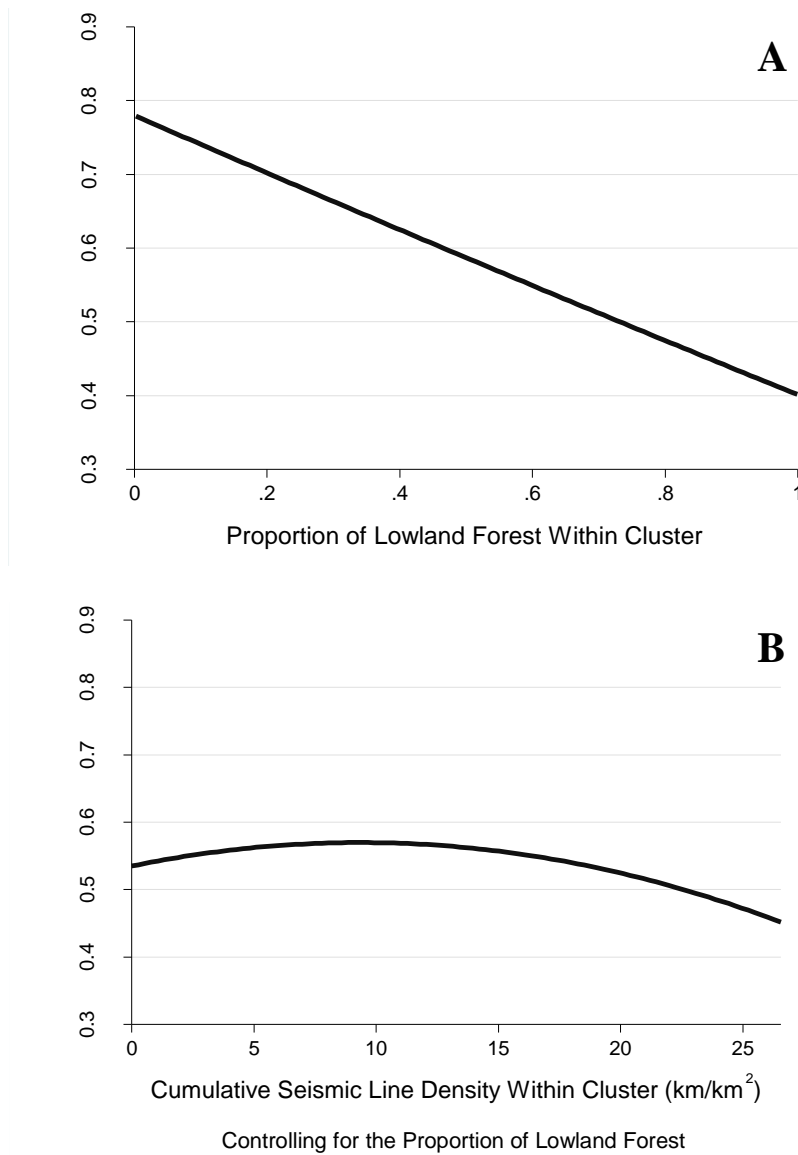 A
0.9
0.8
0.7
0.6
0.5
0.4
0.3
0 .2 .4 .6 .8 1
Proportion of Lowland Forest Within Cluster
B
0.9
0.8
0.7
0.6
0.5
0.4
0.3
0 5 10 15 20 25
Cumulative Seismic Line Density Within Cluster (km/km²)
Controlling for the Proportion of Lowland Forest